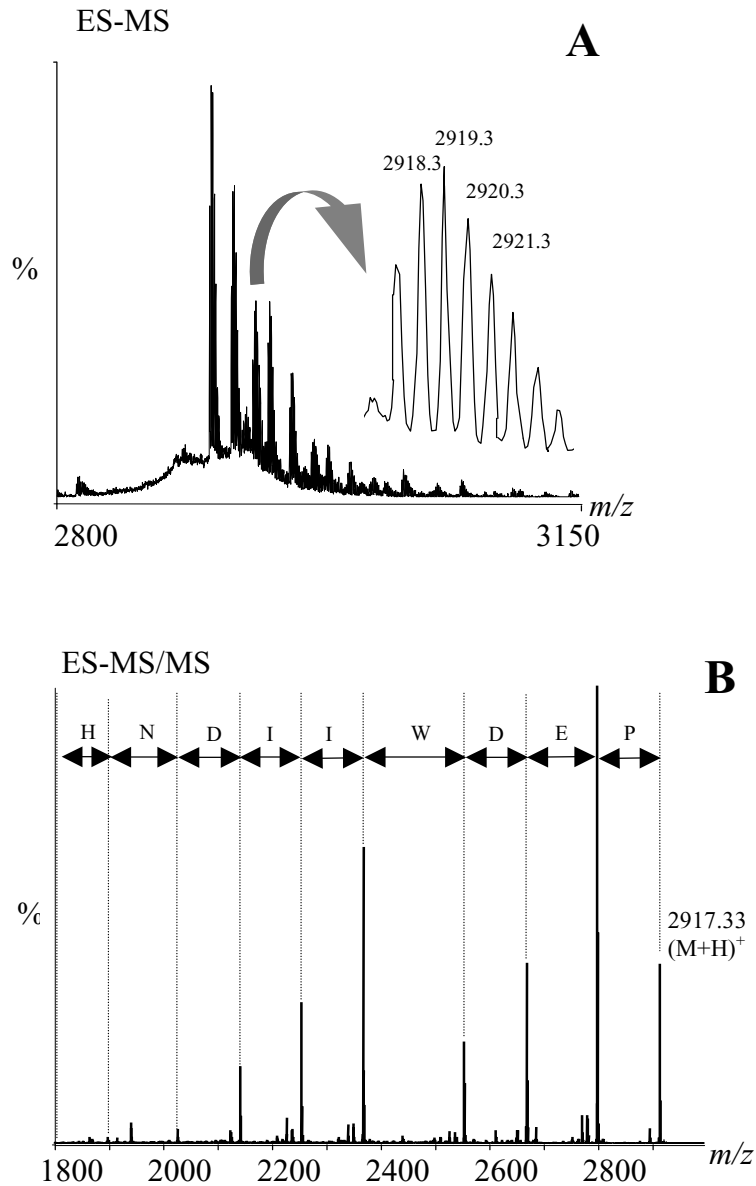 ES-MS
A
2919.3
2918.3
2920.3
2921.3
%
m/z
2800 3150
ES-MS/MS
B
H N D I I W D E P
2917.33
(M+H)+
%
1800 2000 2200 2400 2600 2800 m/z